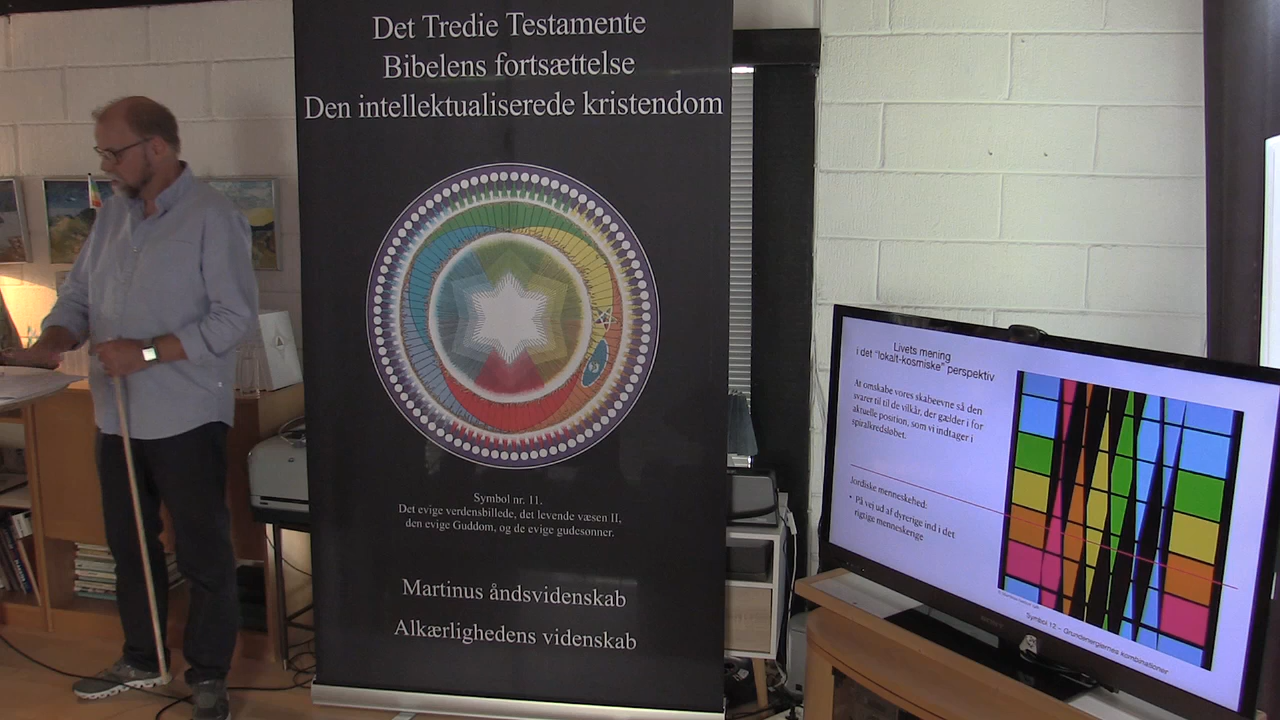 Det Tredie Testamente
Bibelens fortsættelse
Den intellektualiserede kristendom
Symbol nr. 11.
Det evige verdensbillede, det levende væsen II,
den evige Guddom, og de evige gudesønner.
Martinus åndsvidenskab
Alkærlighedens videnskab
Livets mening
i det "lokalt-kosmiske" perspektiv
At omskabe vores skabeevne så den
svarer til til de vilkår, der gælder i for
aktuelle position, som vi indtager i
spiralkredsløbet.
Jordiske menneskehed:
• På vej ud af dyrerige ind i det
rigtige menneskerige
Symbol 12 – Grundenergiernes kombinationer